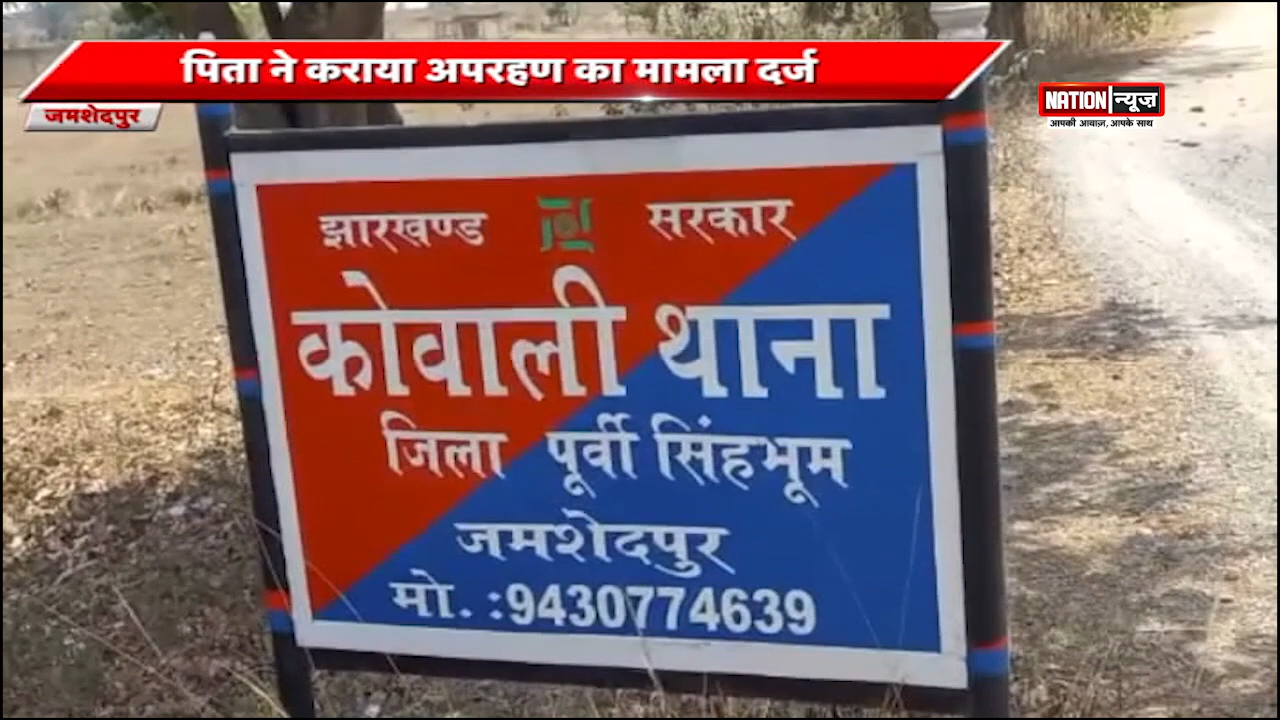 पिता ने कराया अपरहण का मामला दर्ज
जमशेदपुर
NATION न्यूज़
आपकी आवाज़, आपके साथ
झारखण्ड सरकार
कोवाली थाना
जिला पूर्वी सिंहभूम
जमशेदपुर
मो. :9430774639